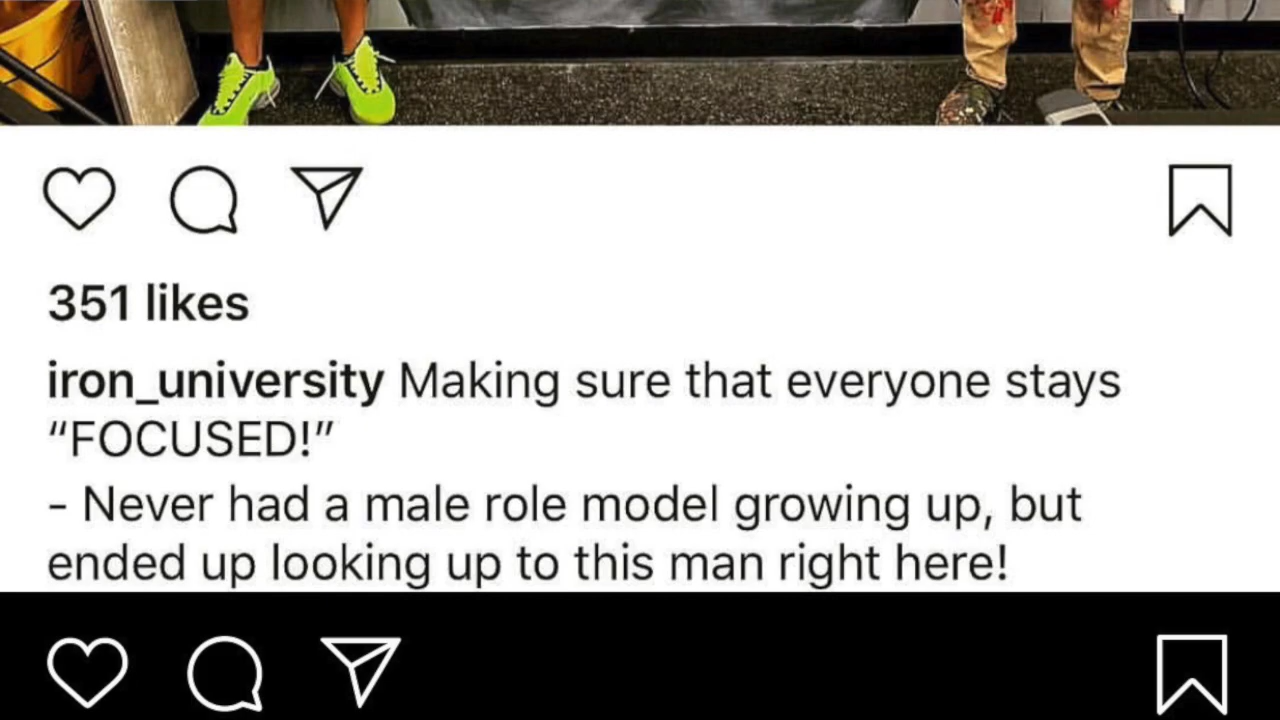 351 likes
iron_university Making sure that everyone stays
“FOCUSED!”
- Never had a male role model growing up, but
ended up looking up to this man right here!